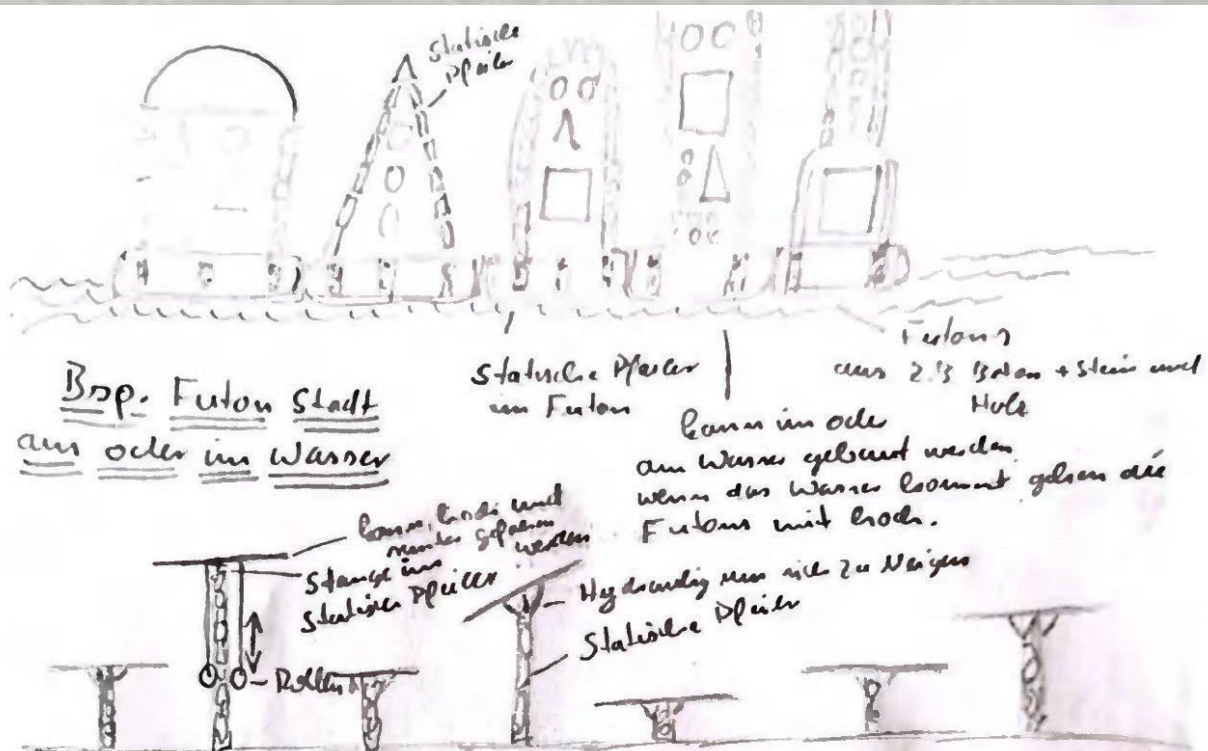 Statische
Pfeiler
Statische Pfeiler
im Futon
Futons
aus z.B Beton + Stein und
Holz
Bsp. Futon Stadt
am oder im Wasser
kann im oder
am Wasser gebaut werden
wenn das Wasser kommt gehen die
Futons mit hoch.
kann hoch und
runter gefahren
werden
Stange im
Statischer Pfeiler
Rollen
Hydraulig um sich zu Neigen
Statische Pfeiler